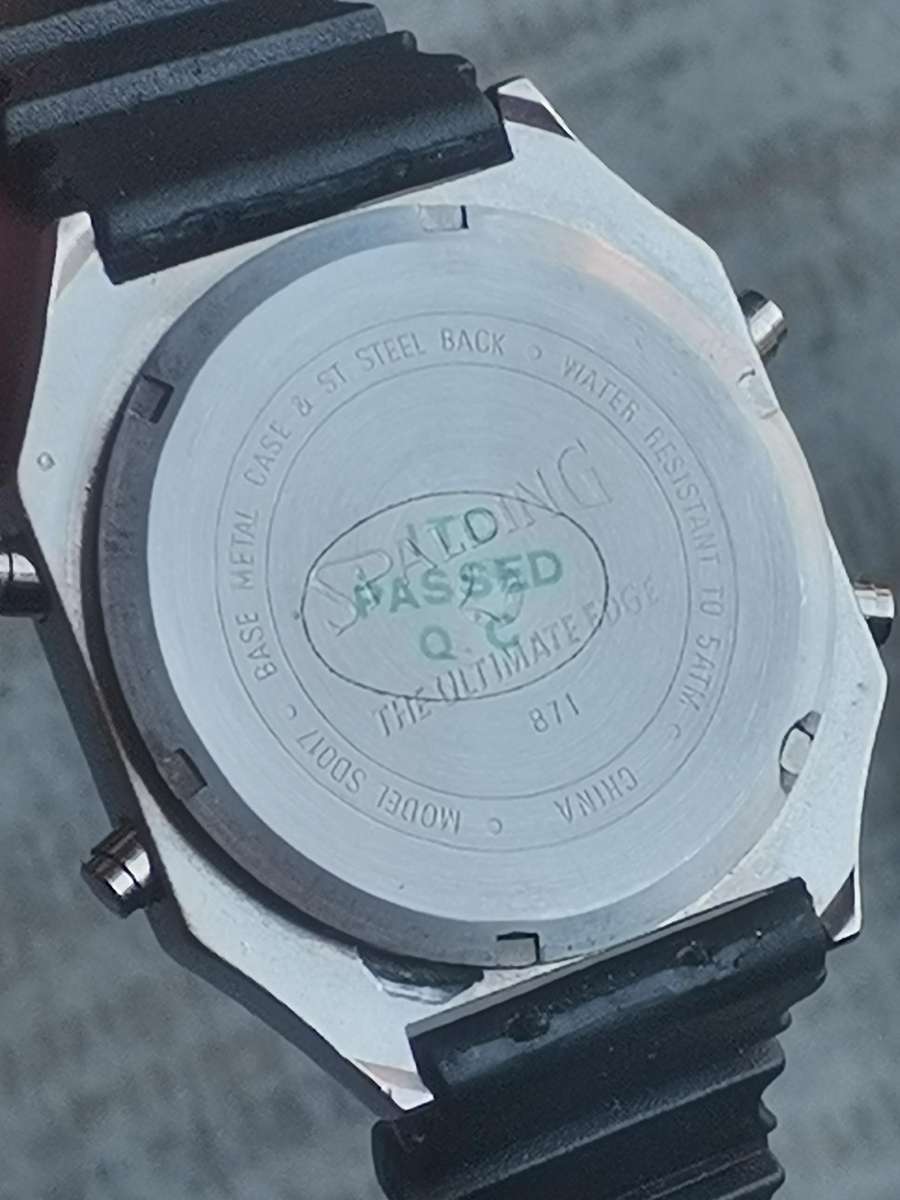 BASE METAL CASE & ST STEEL BACK
WATER RESISTANT TO 5ATM
CHINA
MODEL SD017
SPALDING
THE ULTIMATE EDGE
871
PASSED
Q.C